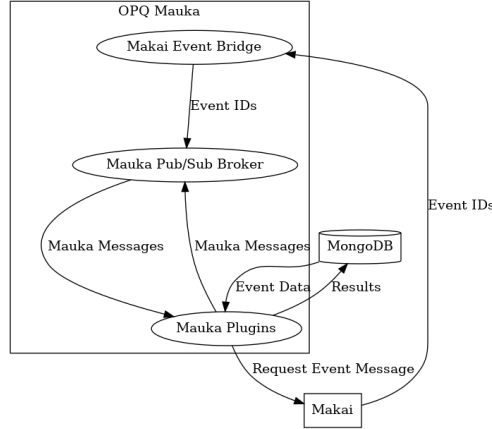 OPQ Mauka
Makai Event Bridge
Event IDs
Mauka Pub/Sub Broker
Event IDs
Mauka Messages
Mauka Messages
MongoDB
Event Data
Results
Mauka Plugins
Request Event Message
Makai